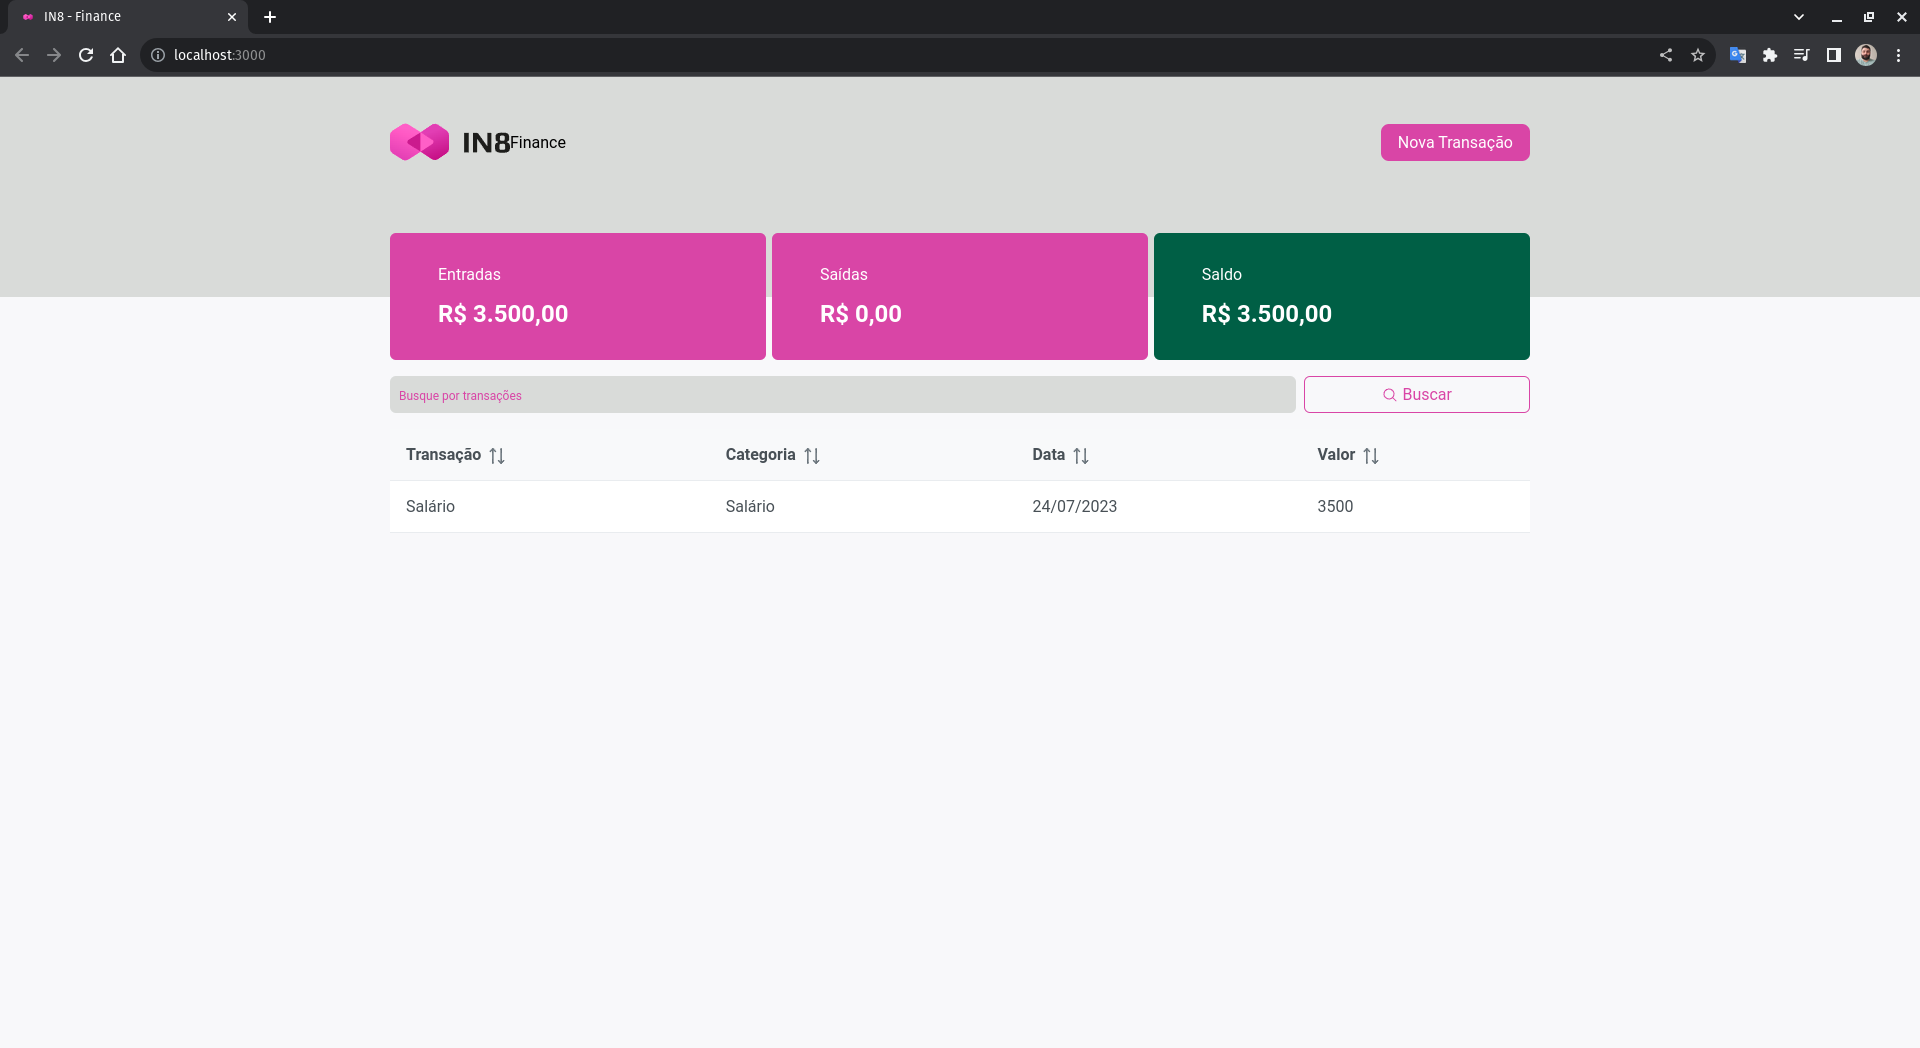 IN8 - Finance
localhost:3000
IN8Finance
Nova Transação
Entradas
R$ 3.500,00
Saídas
R$ 0,00
Saldo
R$ 3.500,00
Busque por transações
Buscar
Transação Categoria Data Valor
Salário Salário 24/07/2023 3500